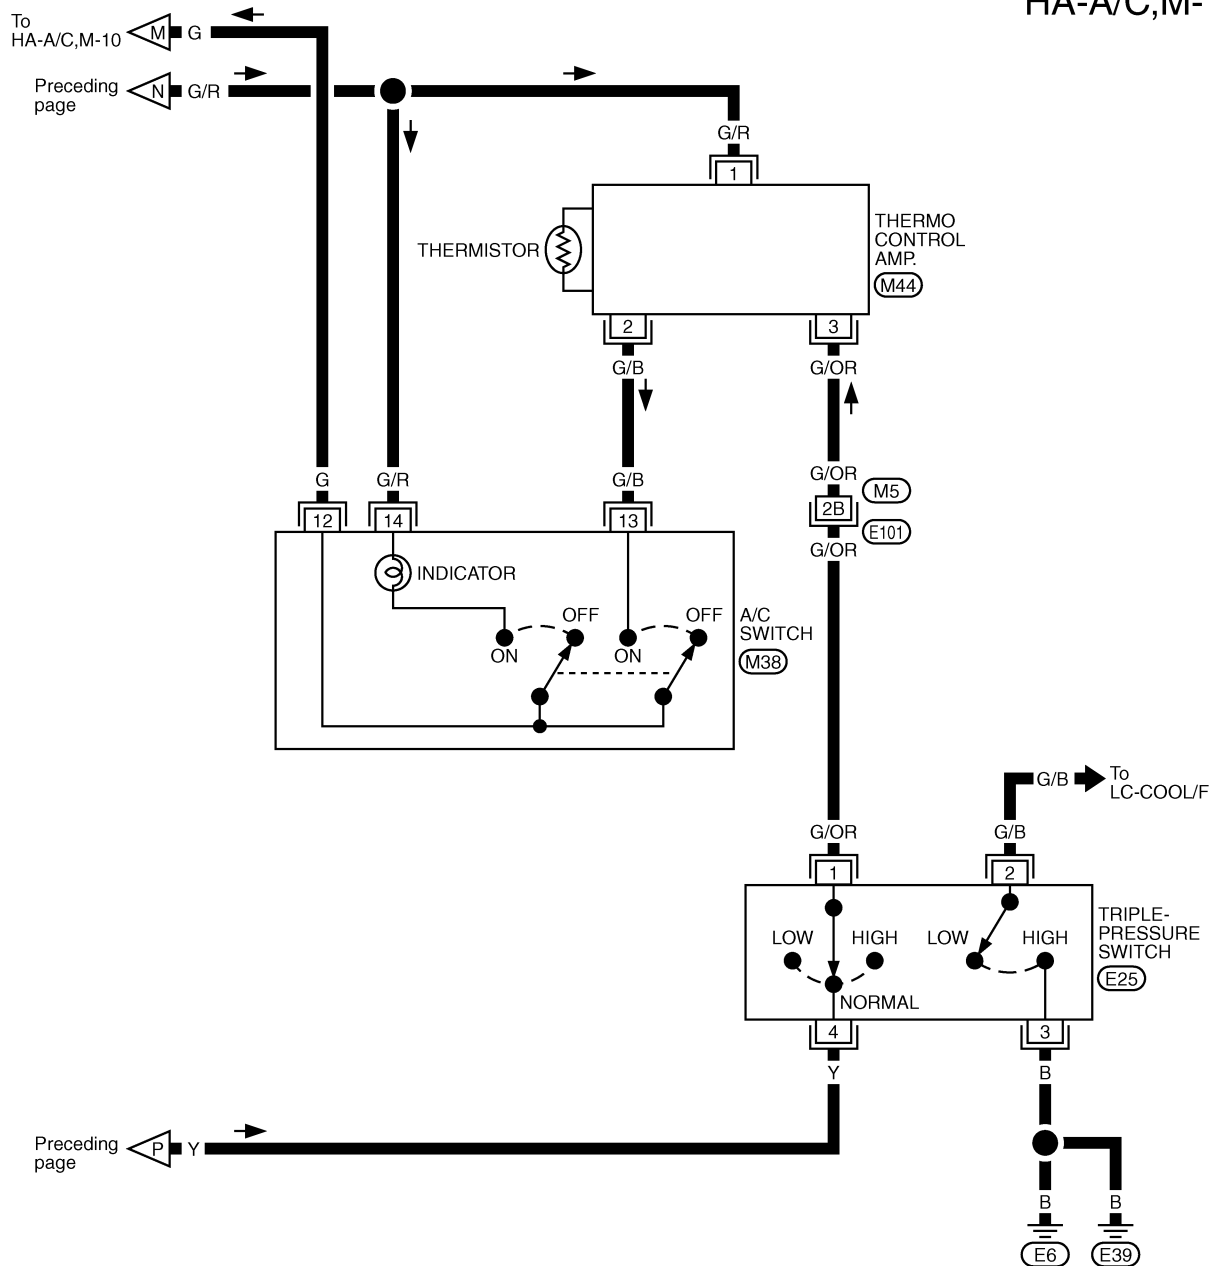 HA-A/C,M-
To
HA-A/C,M-10
M
G
Preceding
page
N
G/R
G/R
1
THERMISTOR
THERMO
CONTROL
AMP.
M44
2
3
G/B
G/OR
G
G/R
G/B
G/OR
M5
12
14
13
2B
E101
G/OR
INDICATOR
OFF
OFF
ON
ON
A/C
SWITCH
M38
G/B
To
LC-COOL/F
G/OR
G/B
1
2
LOW
HIGH
LOW
HIGH
NORMAL
TRIPLE-
PRESSURE
SWITCH
E25
4
3
Y
B
Preceding
page
P
Y
B
B
E6
E39